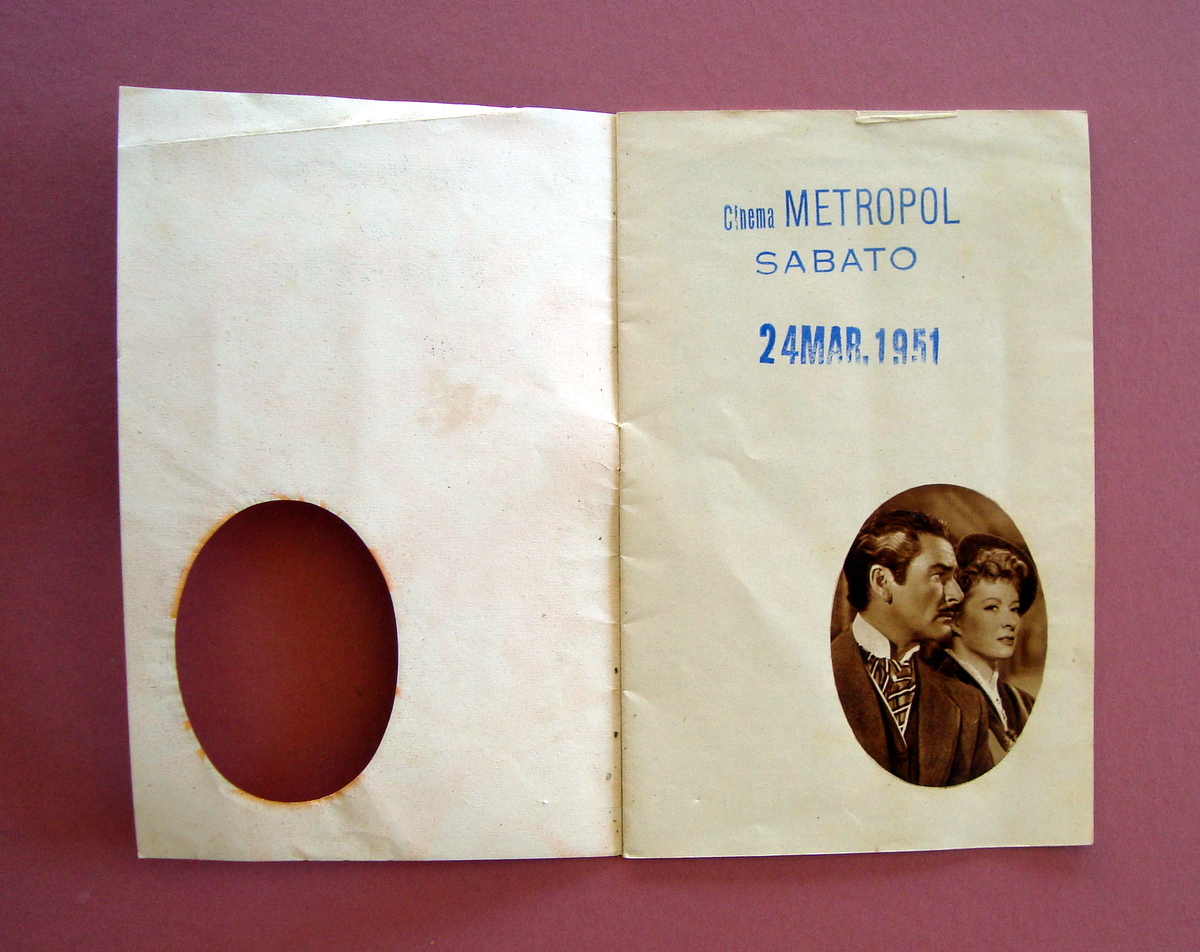 Cinema METROPOL
SABATO
24 MAR. 1951